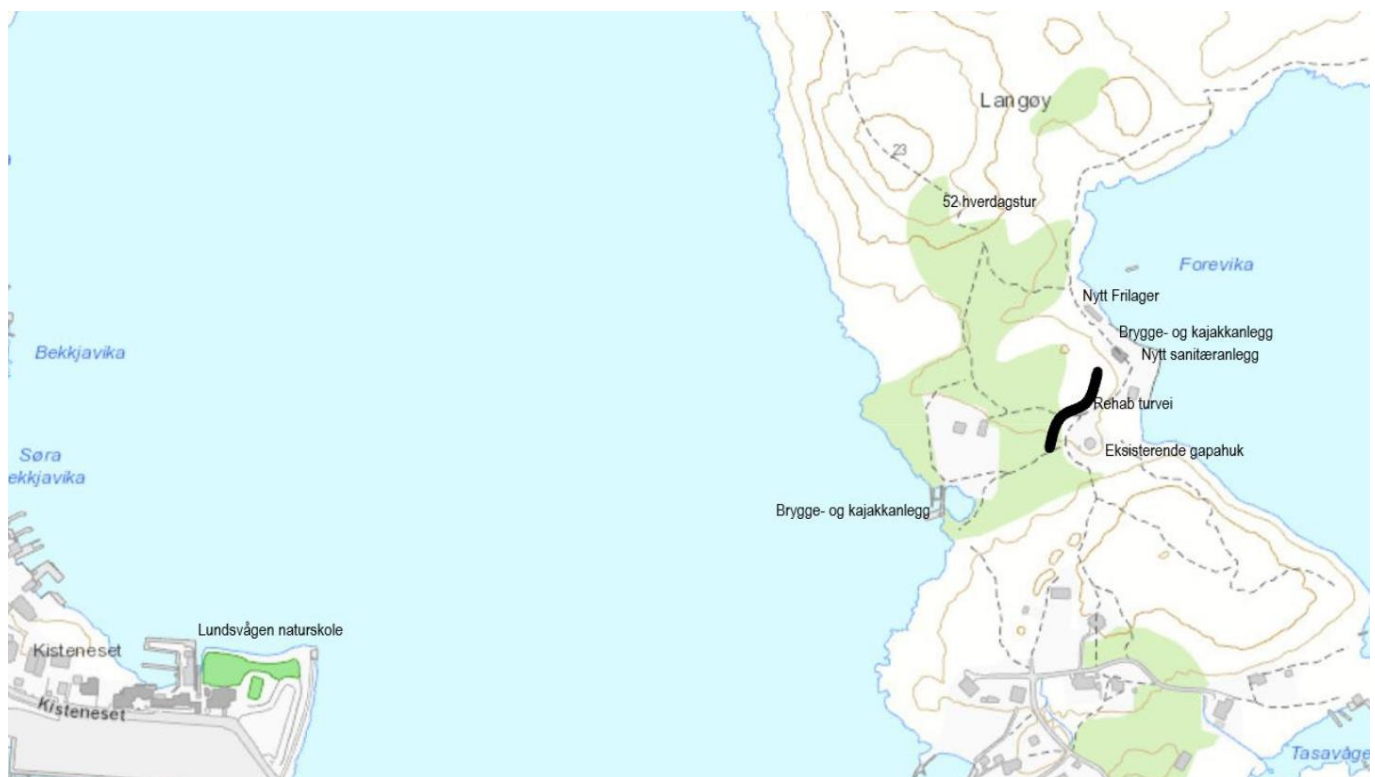 Langøy
23
52 hverdagstur
Forevika
Nytt Frilager
Brygge- og kajakkanlegg
Nytt sanitæranlegg
Bekkjavika
Rehab turvei
Eksisterende gapahuk
Søra
ekkjavika
Brygge- og kajakkanlegg
Lundsvågen naturskole
Kisteneset
Kisteneset
Tasavåge